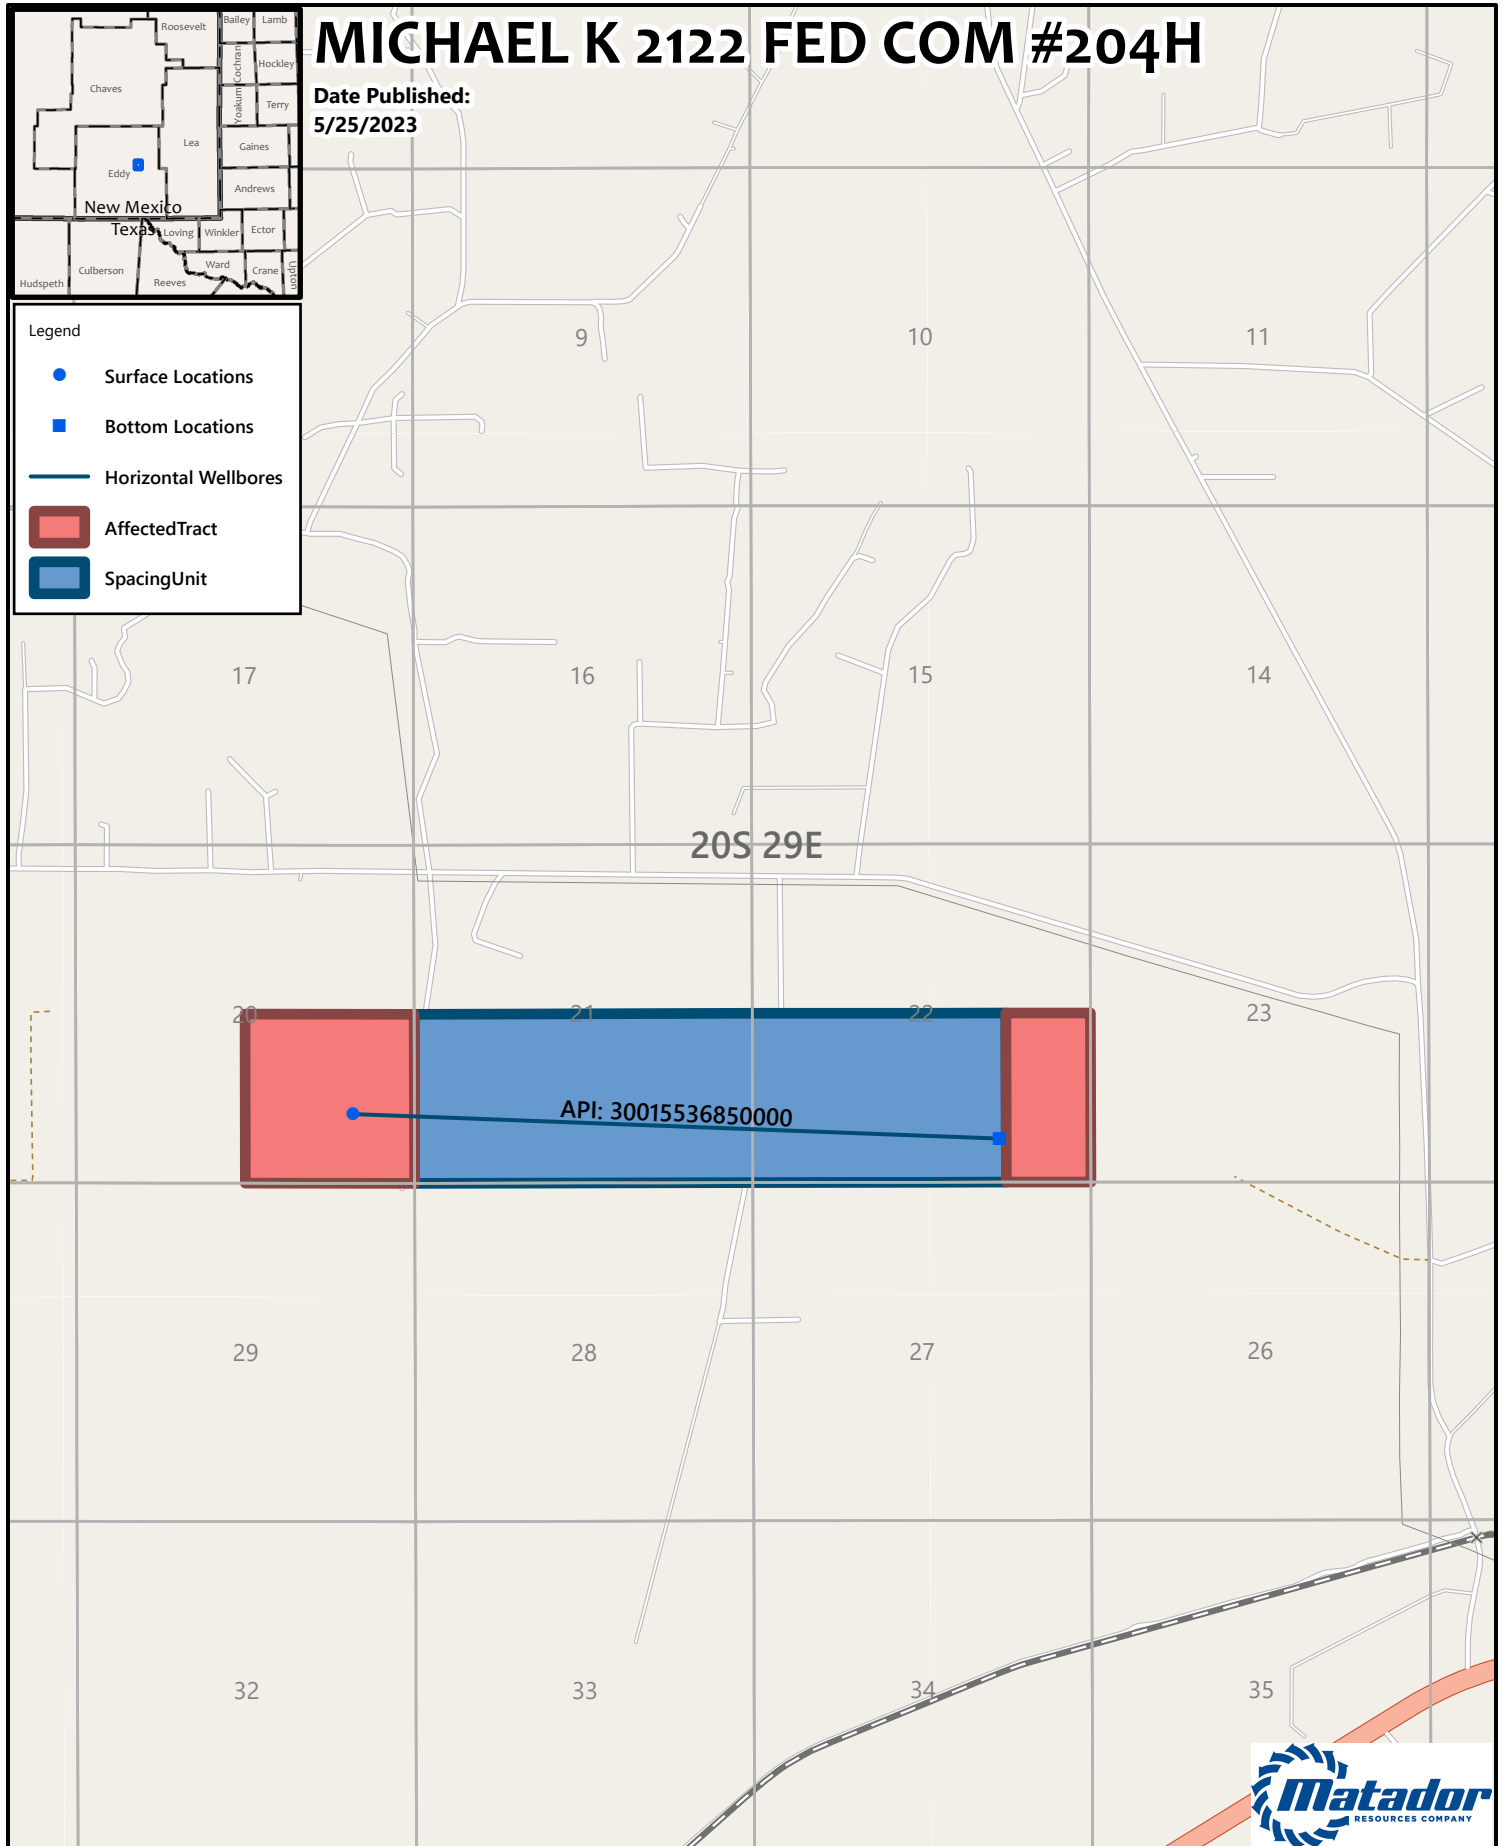 MICHAEL K 2122 FED COM #204H
Date Published:
5/25/2023
Roosevelt
Bailey
Lamb
Cochran
Hockley
Chaves
Yoakum
Terry
Lea
Gaines
Eddy
Andrews
New Mexico
Texas
Loving
Winkler
Ector
Culberson
Ward
Crane
Upton
Hudspeth
Reeves
Legend
Surface Locations
Bottom Locations
Horizontal Wellbores
AffectedTract
SpacingUnit
9
10
11
17
16
15
14
20S 29E
20
21
22
23
API: 30015536850000
29
28
27
26
32
33
34
35
Matador
RESOURCES COMPANY